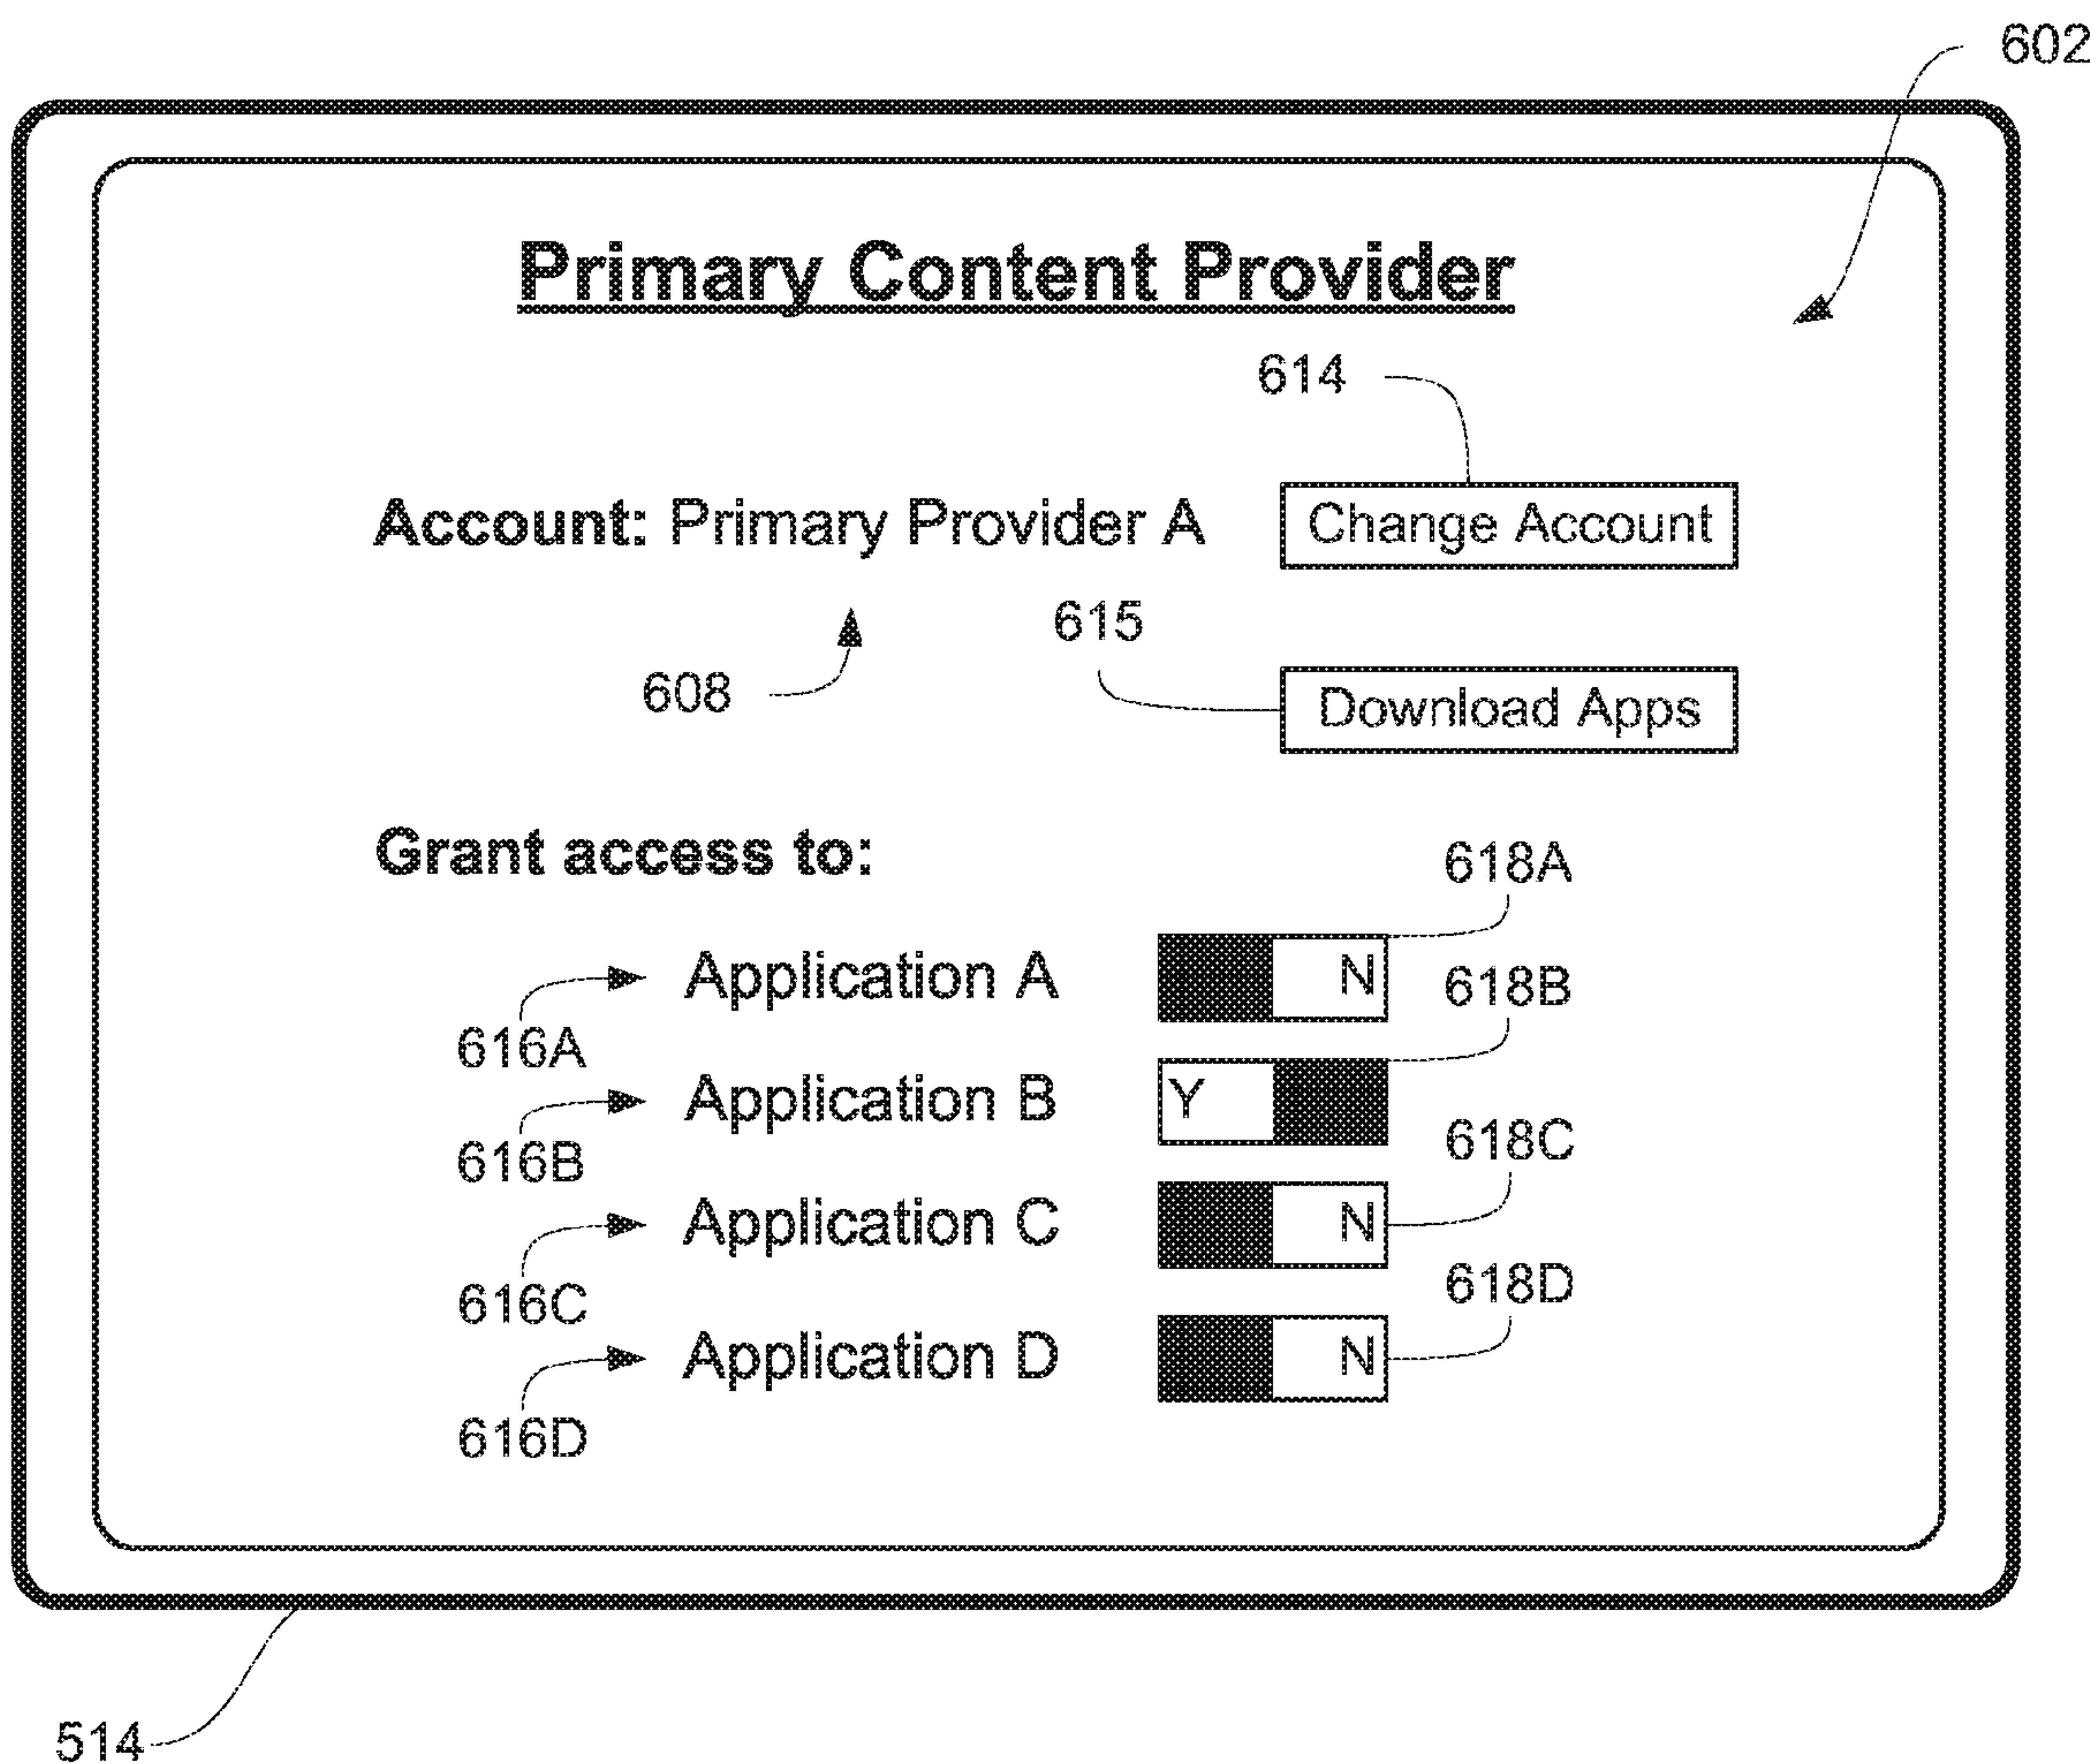 602
Primary Content Provider
614
Account: Primary Provider A
Change Account
615
608
Download Apps
Grant access to:
618A
Application A
N
616A
618B
Application B
Y
616B
618C
Application C
N
616C
618D
Application D
N
616D
514